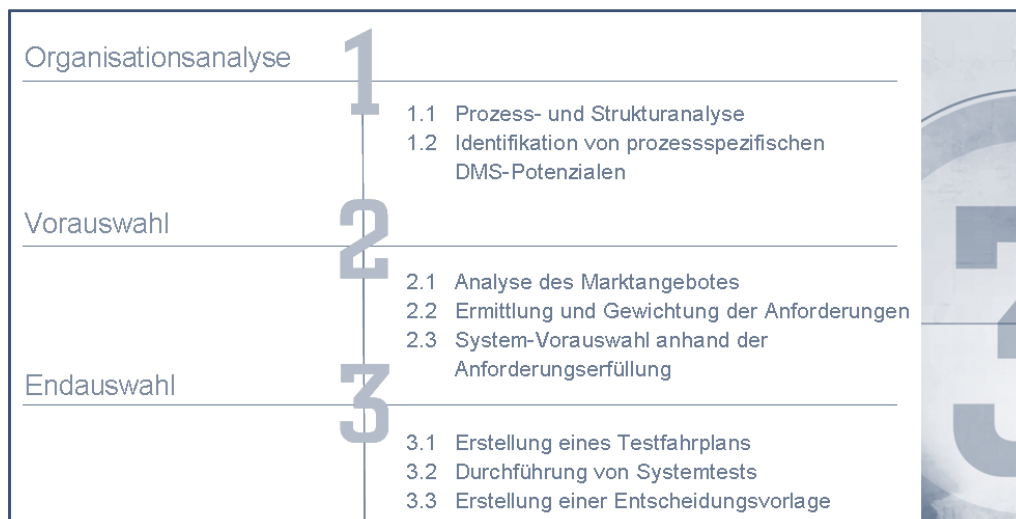 Organisationsanalyse
1
1.1 Prozess- und Strukturanalyse
1.2 Identifikation von prozessspezifischen
DMS-Potenzialen
Vorauswahl
2
2.1 Analyse des Marktangebotes
2.2 Ermittlung und Gewichtung der Anforderungen
2.3 System-Vorauswahl anhand der
Anforderungserfüllung
Endauswahl
3
3.1 Erstellung eines Testfahrplans
3.2 Durchführung von Systemtests
3.3 Erstellung einer Entscheidungsvorlage
3